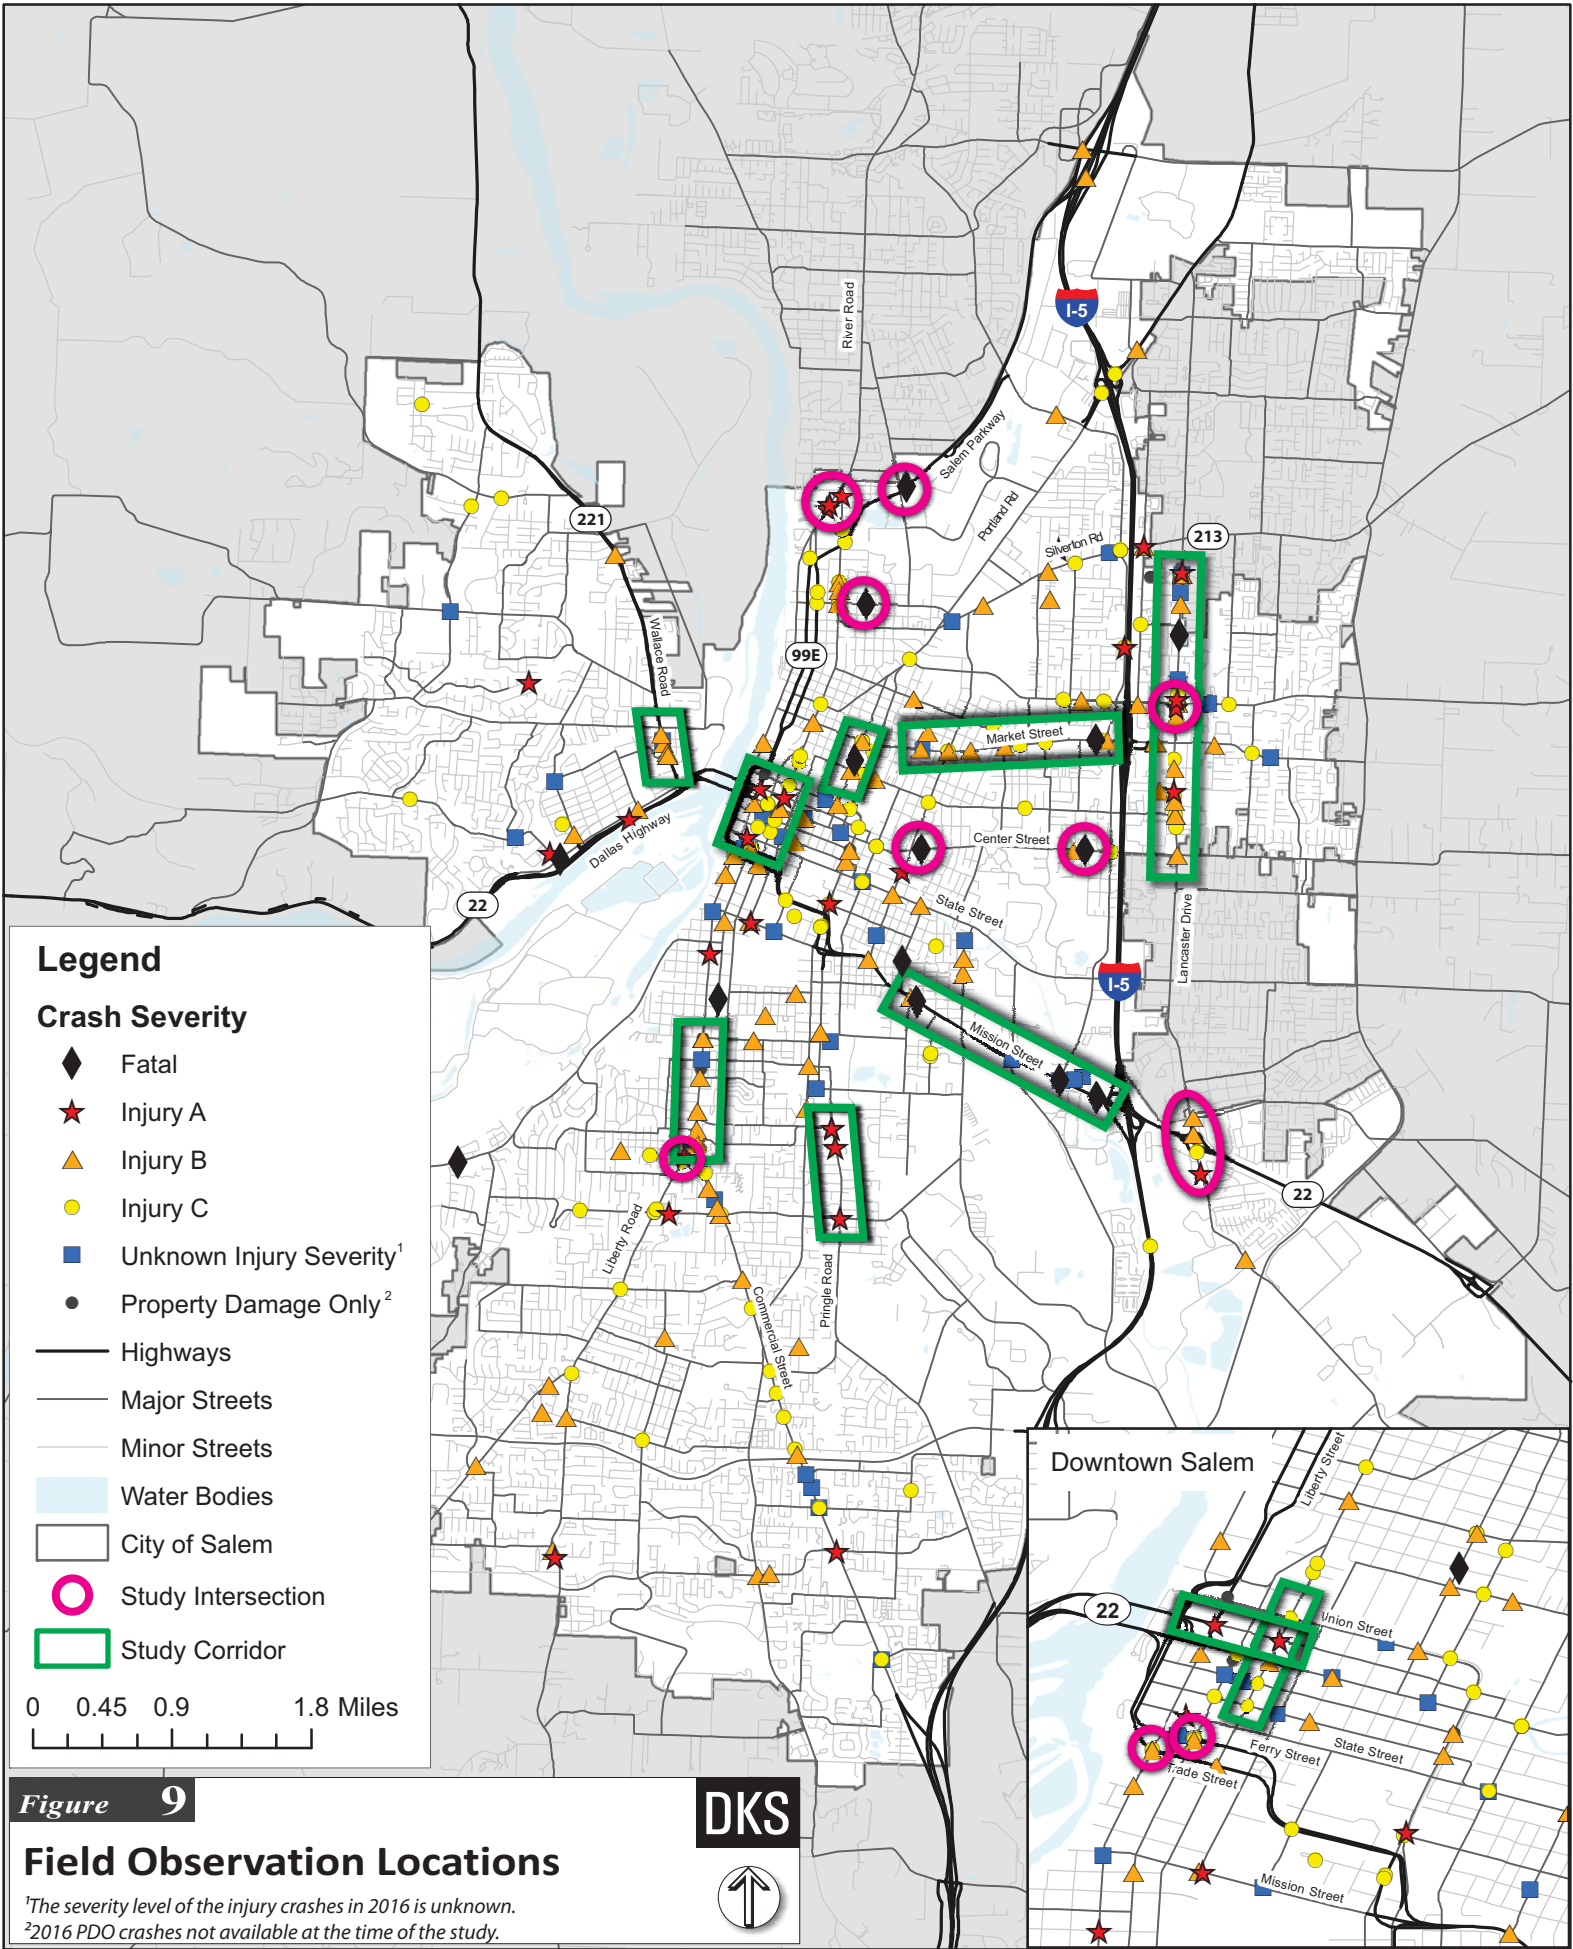 I-5
River Road
Salem Parkway
Portland Rd
Silverton Rd
213
221
Wallace Road
99E
Market Street
Center Street
Dallas Highway
22
State Street
Lancaster Drive
I-5
Mission Street
22
Liberty Road
Pringle Road
Commercial Street
Legend
Crash Severity
Fatal
Injury A
Injury B
Injury C
Unknown Injury Severity¹
Property Damage Only²
Highways
Major Streets
Minor Streets
Water Bodies
City of Salem
Study Intersection
Study Corridor
0 0.45 0.9 1.8 Miles
Downtown Salem
Liberty Street
22
Union Street
State Street
Ferry Street
Trade Street
Mission Street
Figure 9
DKS
Field Observation Locations
¹The severity level of the injury crashes in 2016 is unknown.
²2016 PDO crashes not available at the time of the study.